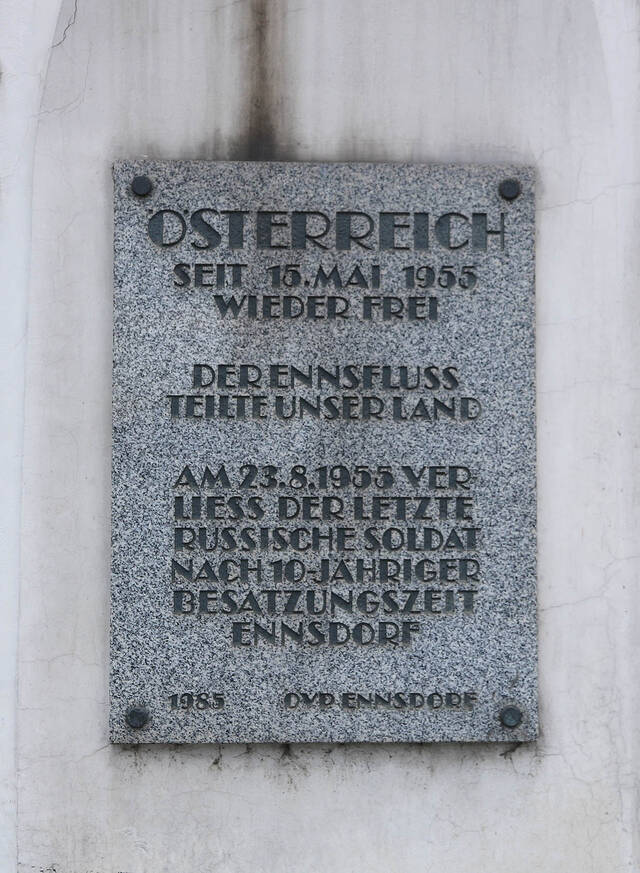 ÖSTERREICH
SEIT 15. MAI 1955
WIEDER FREI
DER ENNSFLUSS
TEILTE UNSER LAND
AM 23.8.1955 VER
LIESS DER LETZTE
RUSSISCHE SOLDAT
NACH 10-JÄHRIGER
BESATZUNGSZEIT
ENNSDORF
1985 ÖVP. ENNSDORF